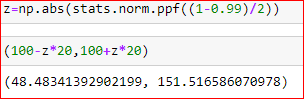 z=np.abs(stats.norm.ppf((1-0.99)/2))
(100-z*20,100+z*20)
(48.48341392902199, 151.516586070978)